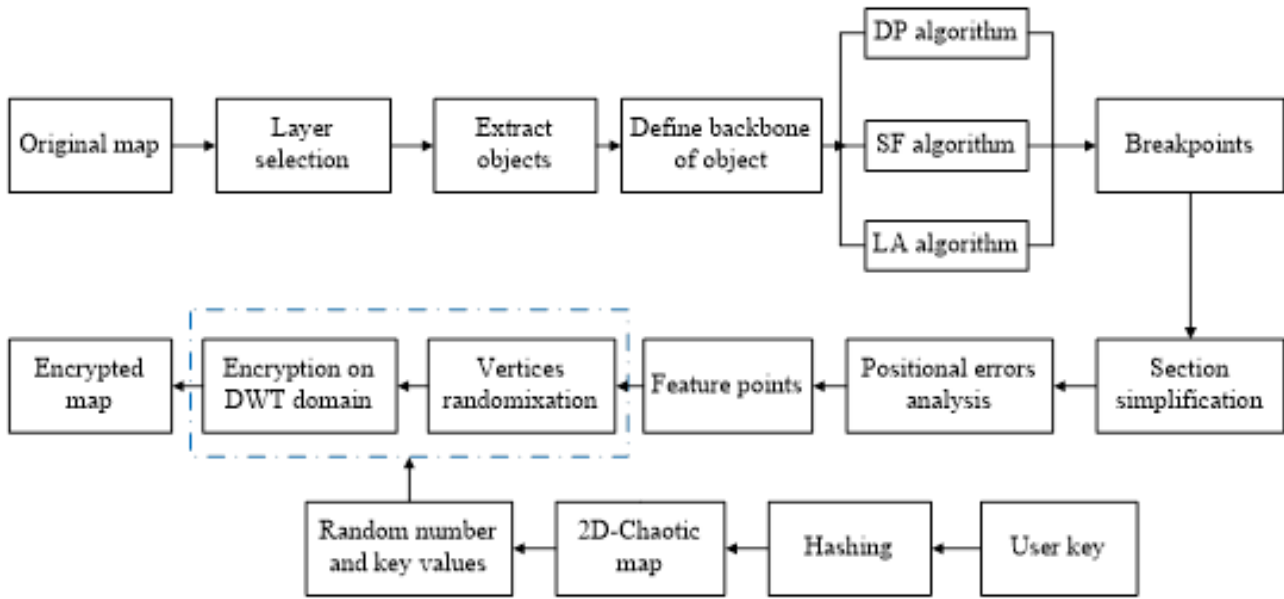 DP algorithm
Original map
Layer
selection
Extract
objects
Define backbone
of object
SF algorithm
Breakpoints
LA algorithm
Encrypted
map
Encryption on
DWT domain
Vertices
randomixation
Feature points
Positional errors
analysis
Section
simplification
Random number
and key values
2D-Chaotic
map
Hashing
User key